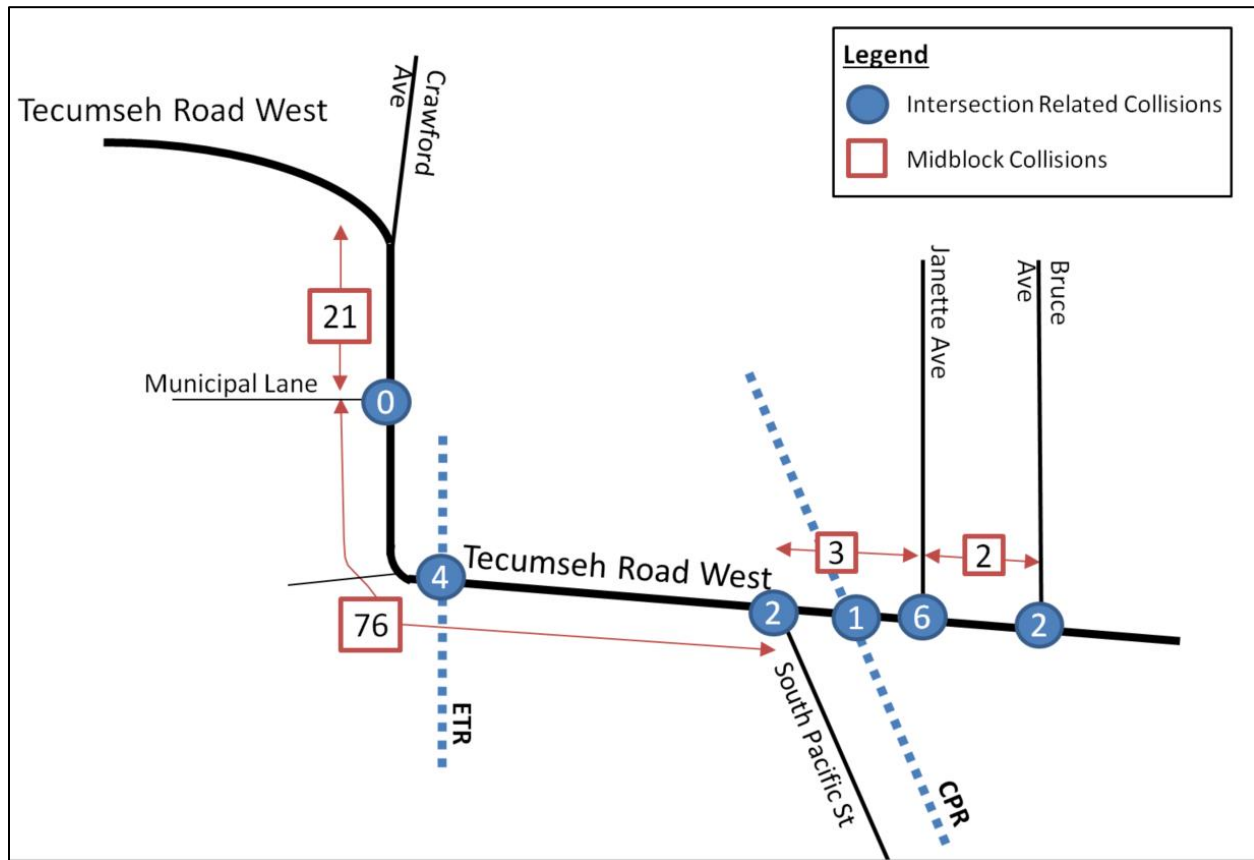 Legend
Intersection Related Collisions
Midblock Collisions
Tecumseh Road West
Crawford
Ave
21
Municipal Lane
0
Janette Ave
Bruce
Ave
4
Tecumseh Road West
3
2
76
2
1
6
2
ETR
South Pacific St
CPR